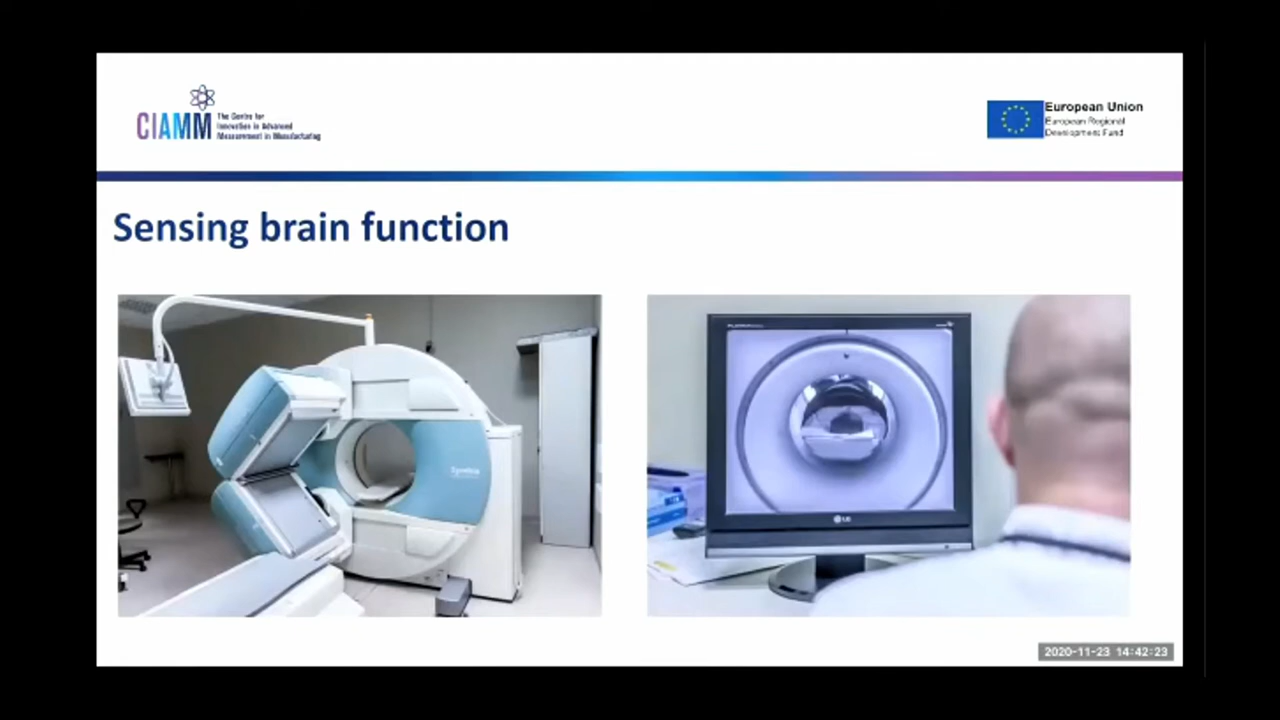 CIAMM
The Centre for
Innovation in Advanced
Measurement in Manufacturing
European Union
European Regional
Development Fund
Sensing brain function
LG
2020-11-23 14:42:23